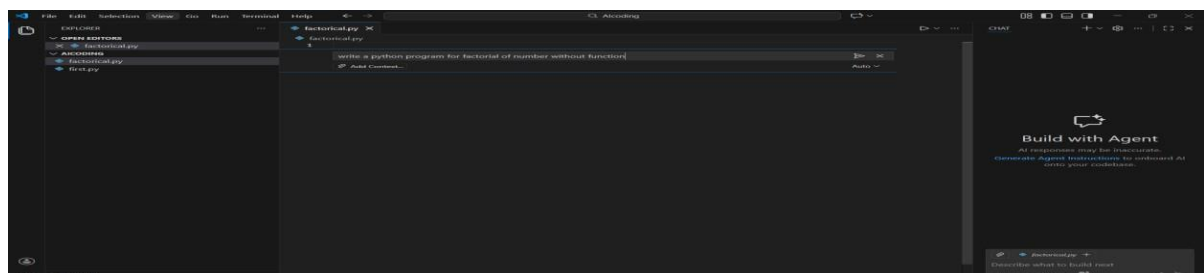 File Edit Selection View Go Run Terminal Help
AIcoding
EXPLORER
OPEN EDITORS
factorical.py
AICODING
factorical.py
first.py
factorical.py
factorical.py
1
write a python program for factorial of number without function
Add Context...
Auto
CHAT
Build with Agent
AI responses may be inaccurate.
Generate Agent Instructions to onboard AI
onto your codebase.
factorical.py
Describe what to build next